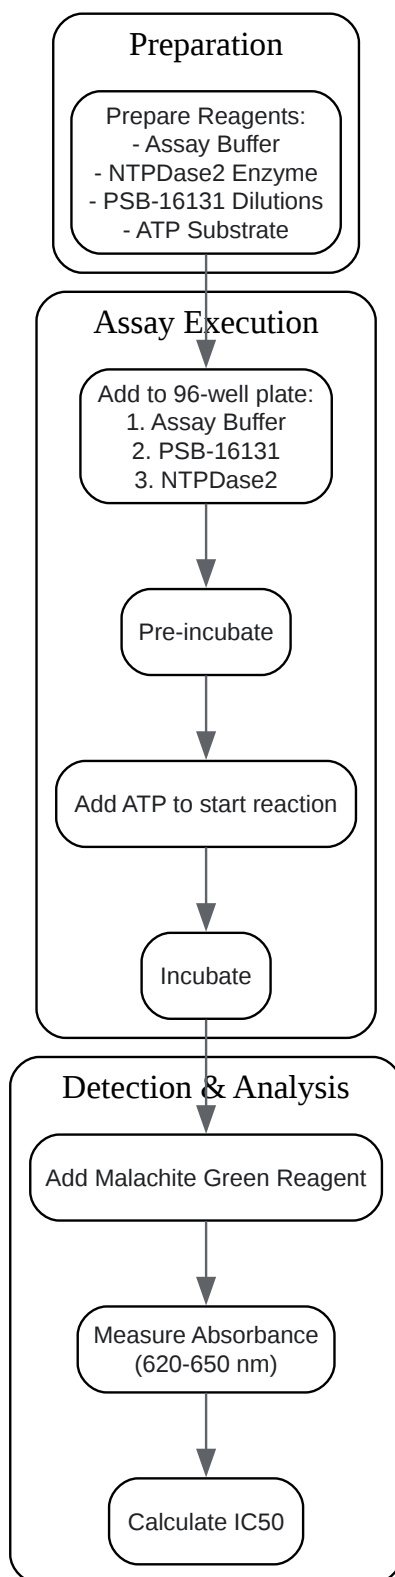 Preparation
Prepare Reagents:
- Assay Buffer
- NTPDase2 Enzyme
- PSB-16131 Dilutions
- ATP Substrate
Assay Execution
Add to 96-well plate:
1. Assay Buffer
2. PSB-16131
3. NTPDase2
Pre-incubate
Add ATP to start reaction
Incubate
Detection & Analysis
Add Malachite Green Reagent
Measure Absorbance
(620-650 nm)
Calculate IC50